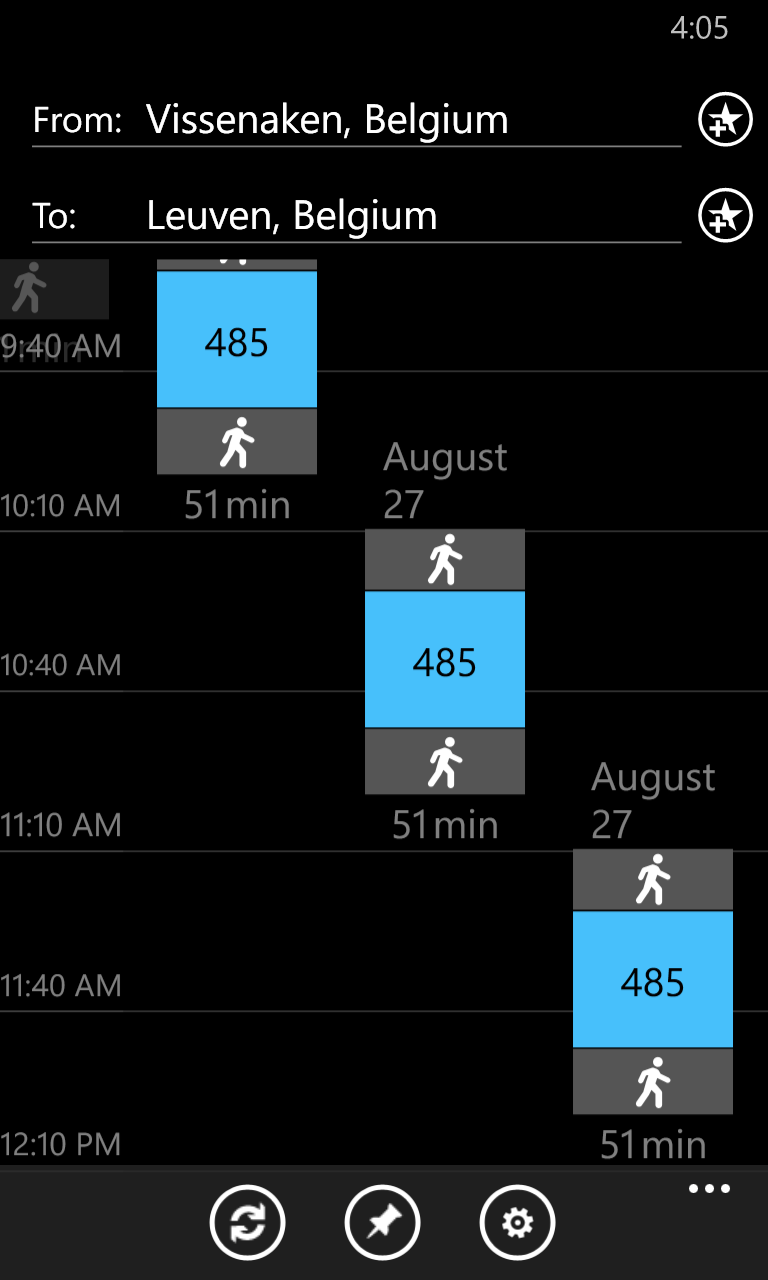 4:05
From: Vissenaken, Belgium
To: Leuven, Belgium
485
9:40 AM
August
10:10 AM 51min 27
10:40 AM 485
August
11:10 AM 51min 27
11:40 AM 485
12:10 PM 51min